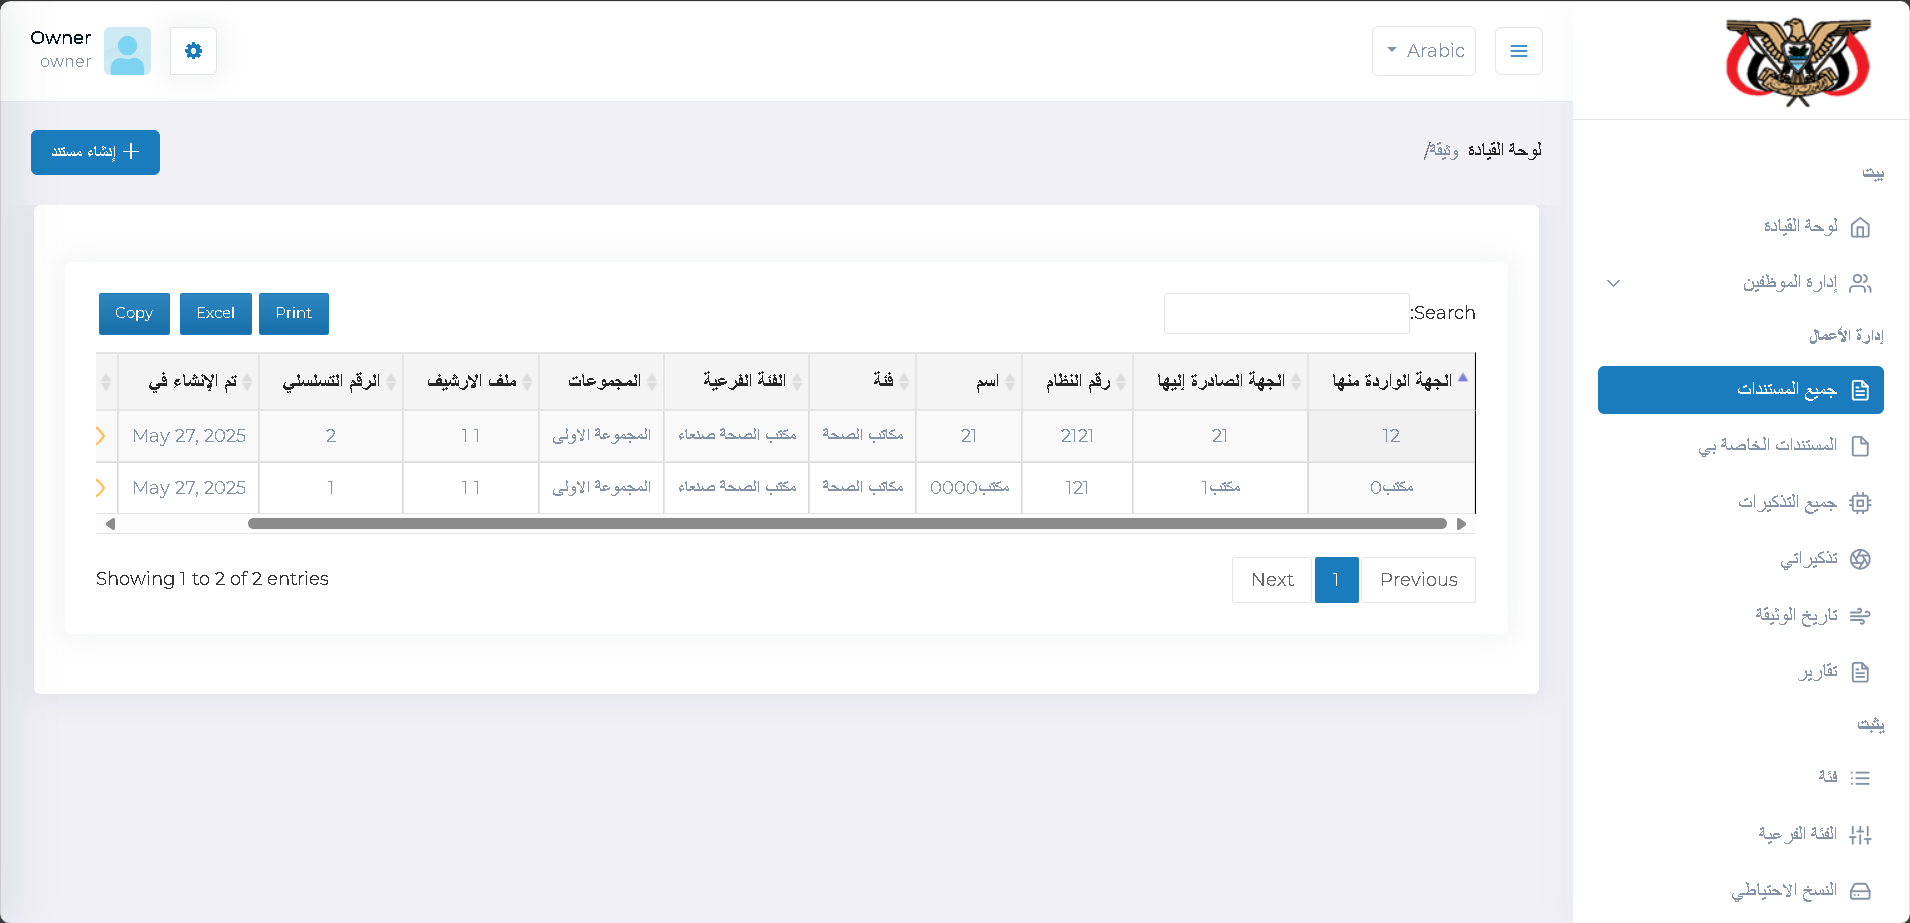 Owner
owner
Arabic
إنشاء مستند
لوحة القيادة وثيقة/
Copy
Excel
Print
Search:
الجهة الواردة منها
الجهة الصادرة إليها
رقم النظام
اسم
فئة
الفئة الفرعية
المجموعات
ملف الارشيف
الرقم التسلسلي
تم الإنشاء في
12
21
2121
21
مكاتب الصحة
مكتب الصحة صنعاء
المجموعة الاولى
1 1
2
May 27, 2025
مكتب0
مكتب1
121
مكتب0000
مكاتب الصحة
مكتب الصحة صنعاء
المجموعة الاولى
1 1
1
May 27, 2025
Showing 1 to 2 of 2 entries
Previous
1
Next
بيت
لوحة القيادة
إدارة الموظفين
إدارة الأعمال
جميع المستندات
المستندات الخاصة بي
جميع التذكيرات
تذكيراتي
تاريخ الوثيقة
تقارير
يثبت
فئة
الفئة الفرعية
النسخ الاحتياطي